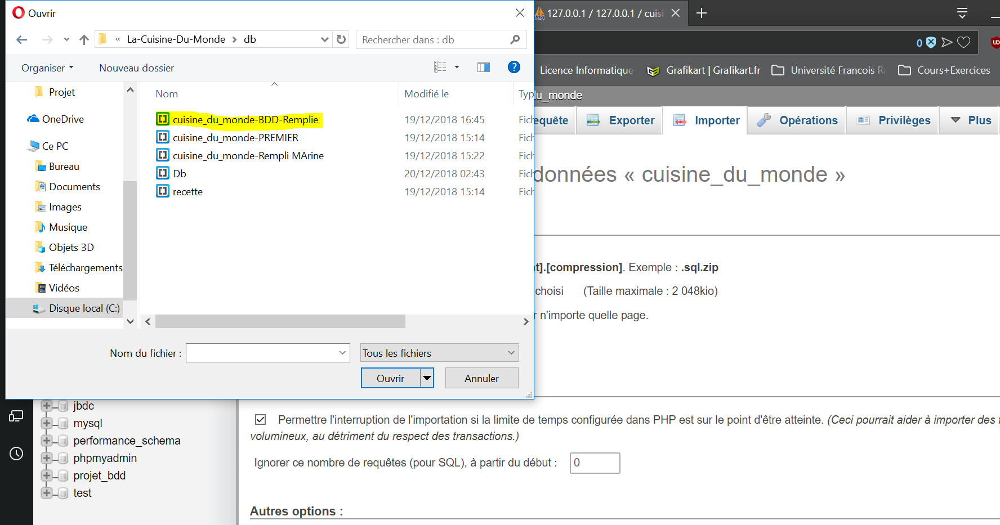 Ouvrir
127.0.0.1 / 127.0.0.1 / cuisi
« La-Cuisine-Du-Monde > db
Rechercher dans : db
0
Organiser
Nouveau dossier
?
Licence Informatique
Grafikart | Grafikart.fr
Université Francois Ra
Cours+Exercices
Projet
OneDrive
Ce PC
Bureau
Documents
Images
Musique
Objets 3D
Téléchargements
Vidéos
Disque local (C:)
Nom
Modifié le
Typ
cuisine_du_monde-BDD-Remplie
19/12/2018 16:45
Fich
cuisine_du_monde-PREMIER
19/12/2018 15:14
Fich
cuisine_du_monde-Rempli MArine
19/12/2018 15:22
Fich
Db
20/12/2018 02:43
Fich
recette
19/12/2018 15:14
Fich
lu_monde
equête
Exporter
Importer
Opérations
Privilèges
Plus
données « cuisine_du_monde »
t].[compression]. Exemple : .sql.zip
choisi (Taille maximale : 2 048kio)
r n'importe quelle page.
Nom du fichier :
Tous les fichiers
Ouvrir
Annuler
jbdc
mysql
performance_schema
phpmyadmin
projet_bdd
test
Permettre l'interruption de l'importation si la limite de temps configurée dans PHP est sur le point d'être atteinte. (Ceci pourrait aider à importer des f
volumineux, au détriment du respect des transactions.)
Ignorer ce nombre de requêtes (pour SQL), à partir du début :
0
Autres options :